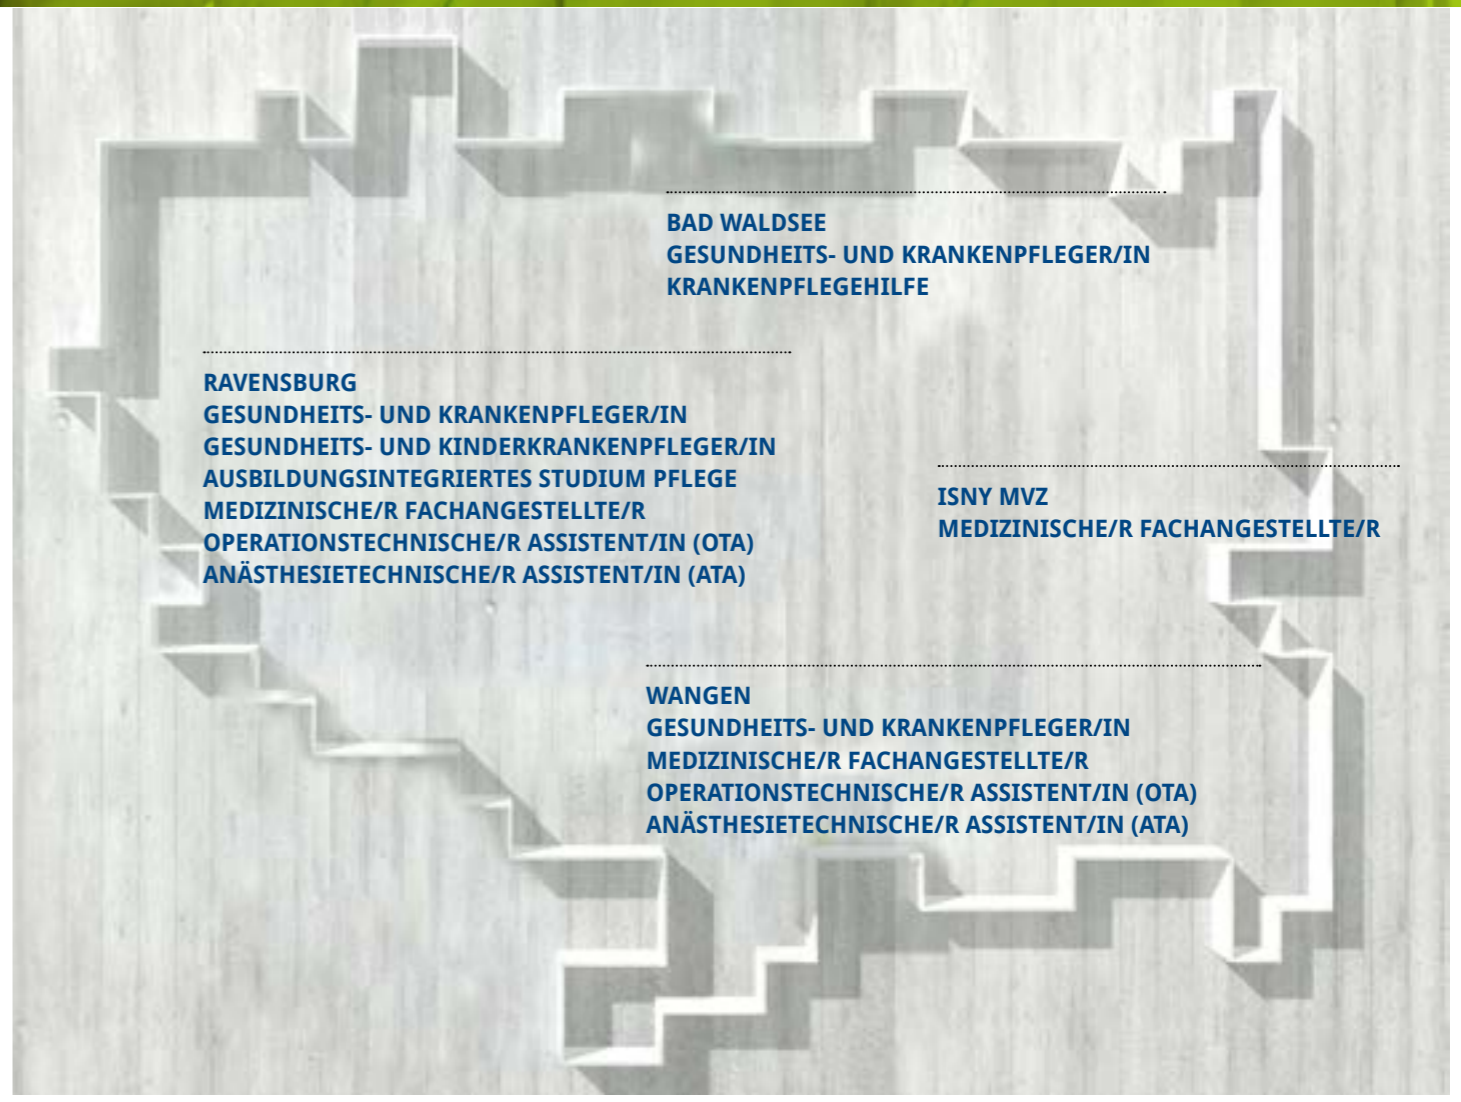 BAD WALDSEE
GESUNDHEITS- UND KRANKENPFLEGER/IN
KRANKENPFLEGEHILFE
RAVENSBURG
GESUNDHEITS- UND KRANKENPFLEGER/IN
GESUNDHEITS- UND KINDERKRANKENPFLEGER/IN
AUSBILDUNGSINTEGRIERTES STUDIUM PFLEGE
MEDIZINISCHE/R FACHANGESTELLTE/R
OPERATIONSTECHNISCHE/R ASSISTENT/IN (OTA)
ANÄSTHESIETECHNISCHE/R ASSISTENT/IN (ATA)
ISNY MVZ
MEDIZINISCHE/R FACHANGESTELLTE/R
WANGEN
GESUNDHEITS- UND KRANKENPFLEGER/IN
MEDIZINISCHE/R FACHANGESTELLTE/R
OPERATIONSTECHNISCHE/R ASSISTENT/IN (OTA)
ANÄSTHESIETECHNISCHE/R ASSISTENT/IN (ATA)